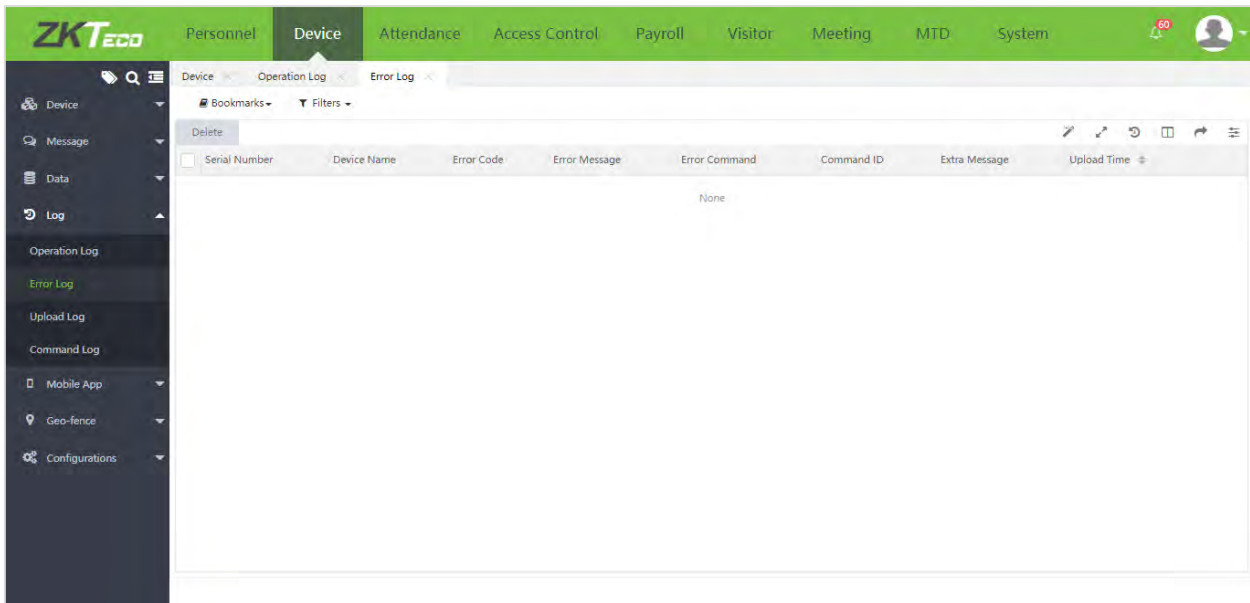 ZKTeco Personnel Device Attendance Access Control Payroll Visitor Meeting MTD System 60
Device Operation Log Error Log
Bookmarks Filters
Delete
Serial Number Device Name Error Code Error Message Error Command Command ID Extra Message Upload Time
None
Device
Message
Data
Log
Operation Log
Error Log
Upload Log
Command Log
Mobile App
Geo-fence
Configurations